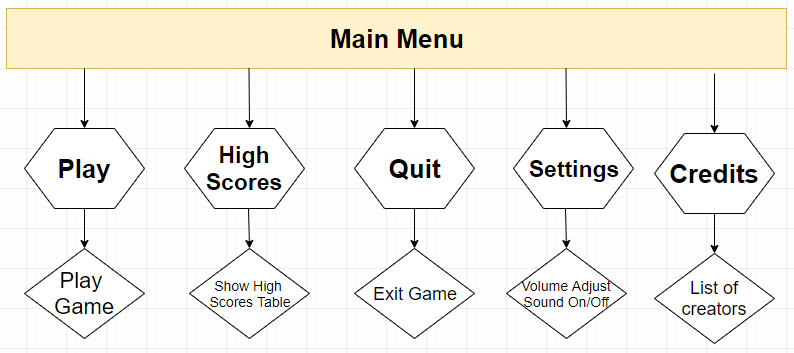 Main Menu
Play
High
Scores
Quit
Settings
Credits
Play
Game
Show High
Scores Table
Exit Game
Volume Adjust
Sound On/Off
List of
creators